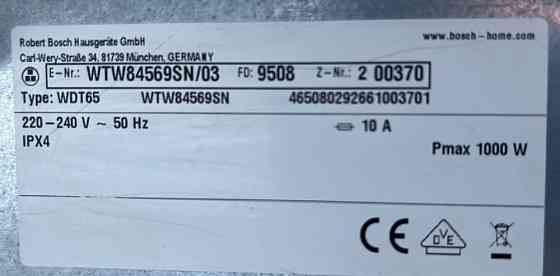 Robert Bosch Hausgeräte GmbH
www.bosch-home.com
Carl-Wery-Straße 34, 81739 München, GERMANY
E-Nr.: WTW84569SN/03 FD: 9508 Z-Nr.: 2 00370
Type: WDT65 WTW84569SN 465080292661003701
220-240 V ~ 50 Hz 10 A
IPX4
Pmax 1000 W
CE DVE